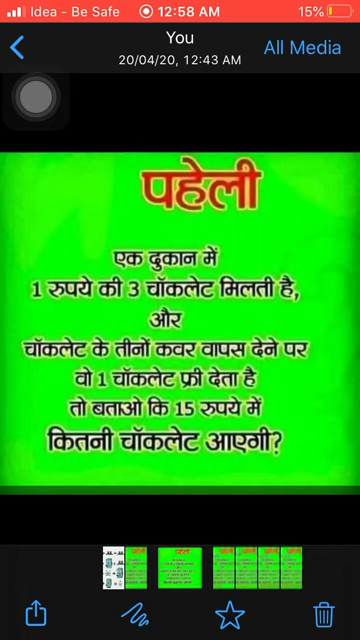 Idea - Be Safe 12:58 AM 15%
You
20/04/20, 12:43 AM
All Media
पहेली
एक दुकान में
1 रुपये की 3 चॉकलेट मिलती है,
और
चॉकलेट के तीनों कवर वापस देने पर
वो 1 चॉकलेट फ्री देता है
तो बताओ कि 15 रुपये में
कितनी चॉकलेट आएगी?